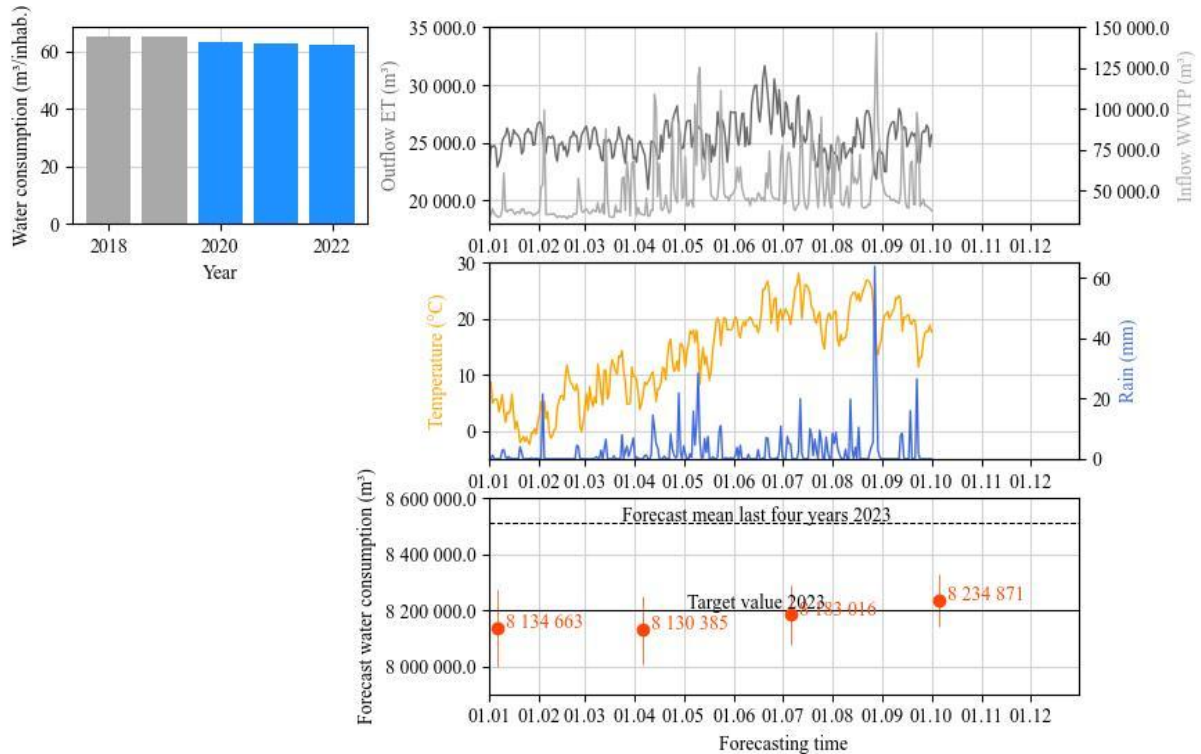 Water consumption (m³/inhab.)
60
40
20
0
2018 2020 2022
Year
Outflow ET (m³)
35 000.0
30 000.0
25 000.0
20 000.0
150 000.0
125 000.0
100 000.0
75 000.0
50 000.0
Inflow WWTP (m³)
01.01 01.02 01.03 01.04 01.05 01.06 01.07 01.08 01.09 01.10 01.11 01.12
Temperature (°C)
30
20
10
0
60
40
20
0
Rain (mm)
01.01 01.02 01.03 01.04 01.05 01.06 01.07 01.08 01.09 01.10 01.11 01.12
Forecast water consumption (m³)
8 600 000.0
8 400 000.0
8 200 000.0
8 000 000.0
Forecast mean last four years 2023
Target value 2023
8 134 663
8 130 385
8 183 016
8 234 871
01.01 01.02 01.03 01.04 01.05 01.06 01.07 01.08 01.09 01.10 01.11 01.12
Forecasting time